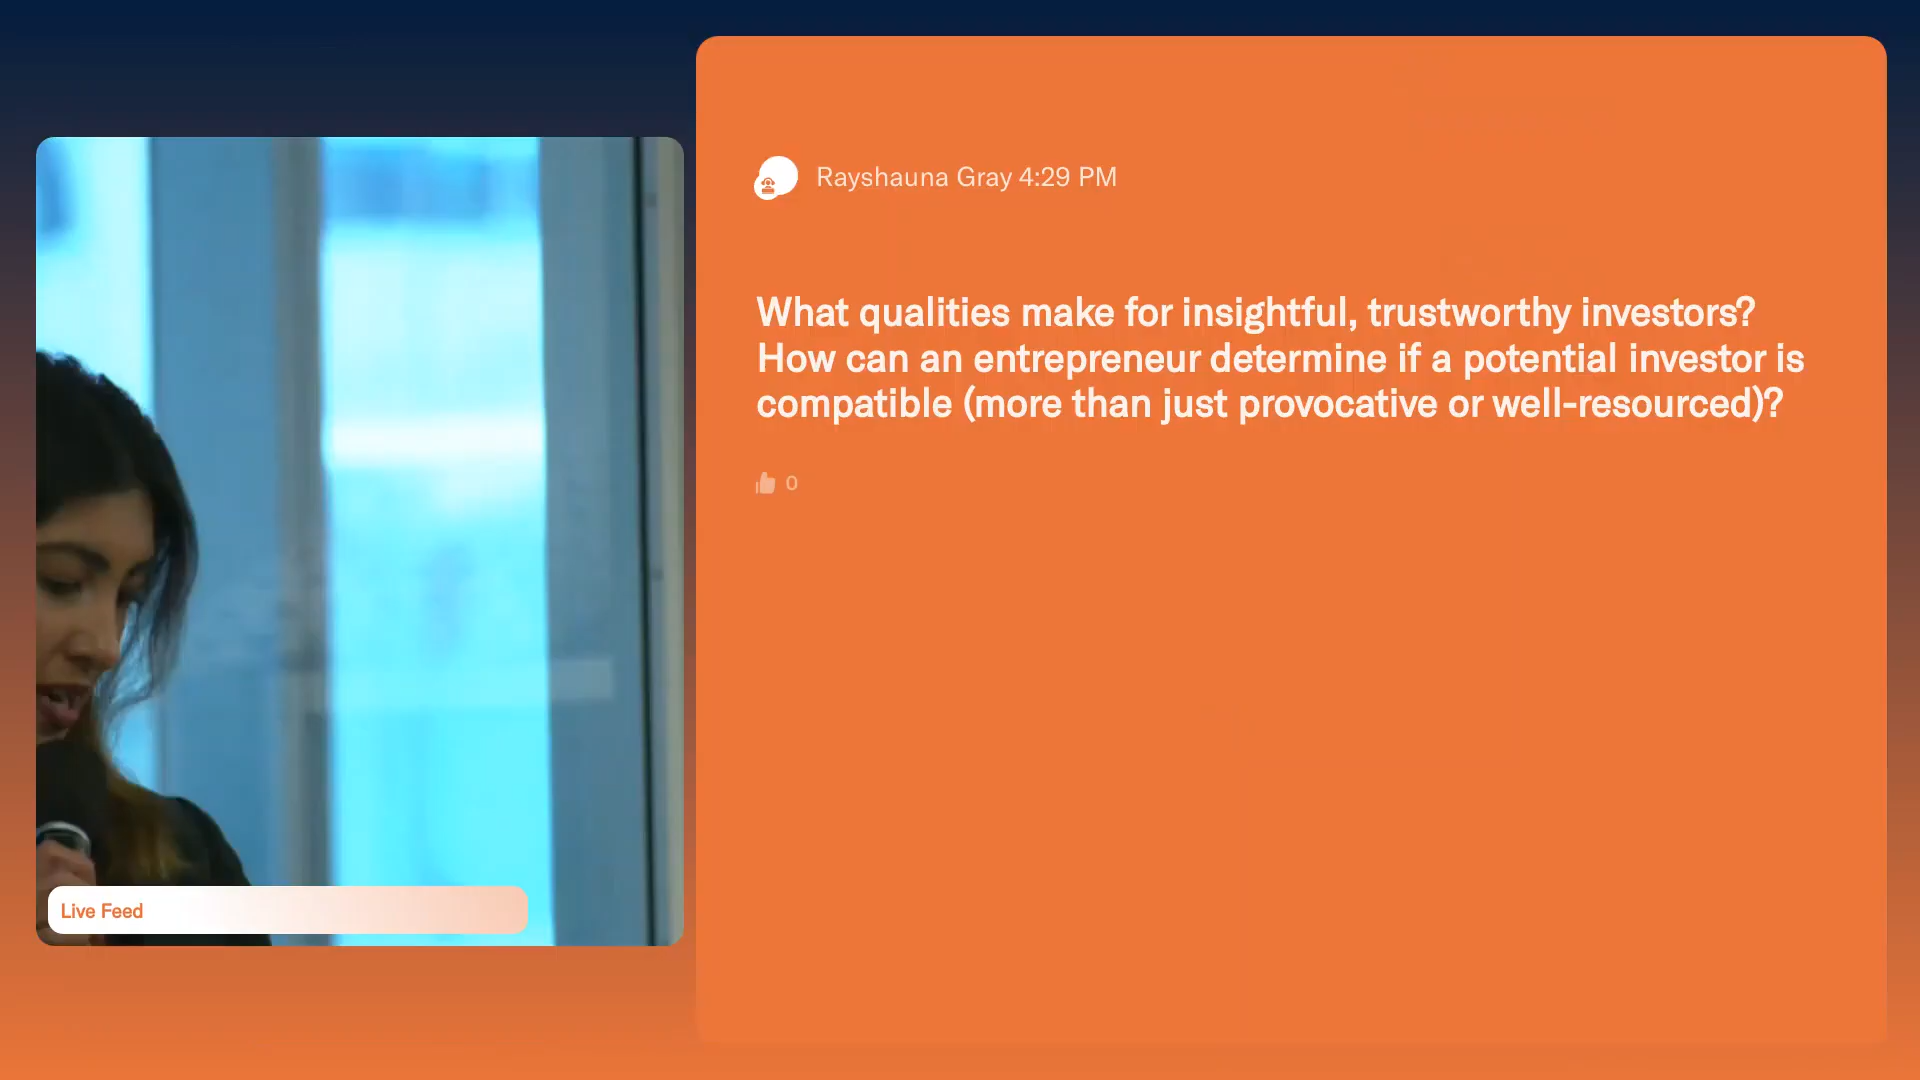 Rayshauna Gray 4:29 PM
What qualities make for insightful, trustworthy investors?
How can an entrepreneur determine if a potential investor is
compatible (more than just provocative or well-resourced)?
0
Live Feed